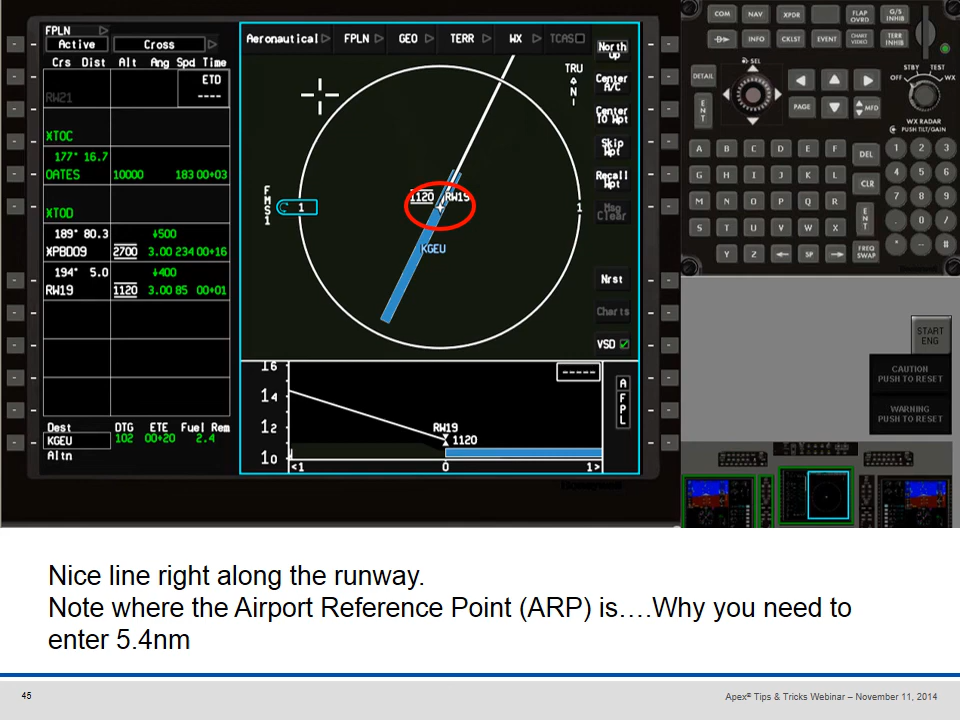 FPLN
Active Cross
Crs Dist Alt Ang Spd Time
ETD
RW21 ----
XTOC
177° 16.7
OATES 10000 183 00+03
XTOD
189° 80.3 ↓500
XPBD09 2700 3.00 234 00+16
194° 5.0 ↓400
RW19 1120 3.00 85 00+01
Dest DTG ETE Fuel Rem
KGEU 102 00+20 2.4
Altn
Aeronautical FPLN GEO TERR WX TCAS
TRU
N
FMS1
1
1120 RW19
1
KGEU
North Up
Center A/C
Center To Wpt
Skip Wpt
Recall Wpt
Msg Clear
Nrst
Charts
VSD
16
14
12
10
-----
RW19
1120
<1 0 1>
AFPL
COM NAV XPDR FLAP OVRD G/S INHIB
INFO CKLST EVENT CHART VIDEO TERR INHIB
DETAIL SEL
ENT
PAGE MFD
STBY TEST
OFF WX
WX RADAR
PUSH TILT/GAIN
A B C D E F DEL 1 2 3
G H I J K L CLR 4 5 6
M N O P Q R 7 8 9
S T U V W X ENT . 0 /
Y Z SP FREQ SWAP * - #
START ENG
CAUTION
PUSH TO RESET
WARNING
PUSH TO RESET
Nice line right along the runway.
Note where the Airport Reference Point (ARP) is….Why you need to
enter 5.4nm
45
Apex® Tips & Tricks Webinar – November 11, 2014